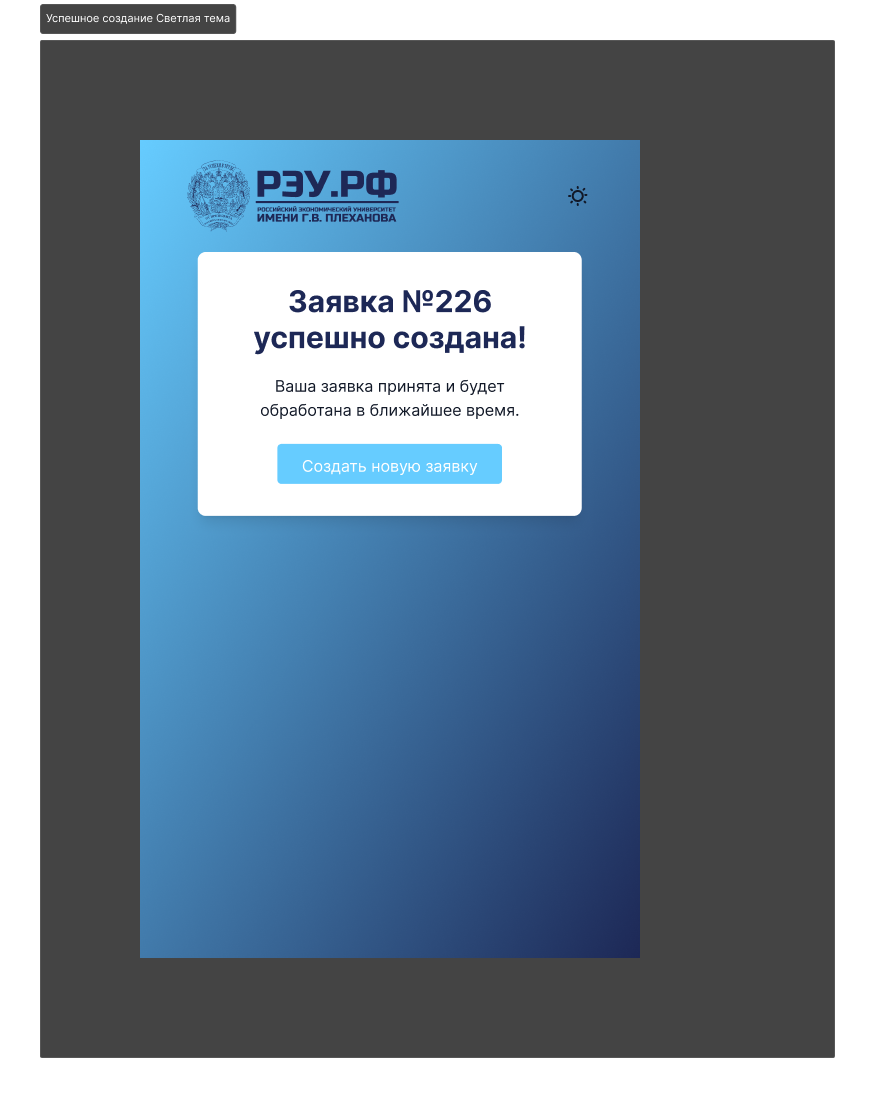 Успешное создание Светлая тема
РЭУ.РФ
РОССИЙСКИЙ ЭКОНОМИЧЕСКИЙ УНИВЕРСИТЕТ
ИМЕНИ Г.В. ПЛЕХАНОВА
Заявка №226
успешно создана!
Ваша заявка принята и будет
обработана в ближайшее время.
Создать новую заявку